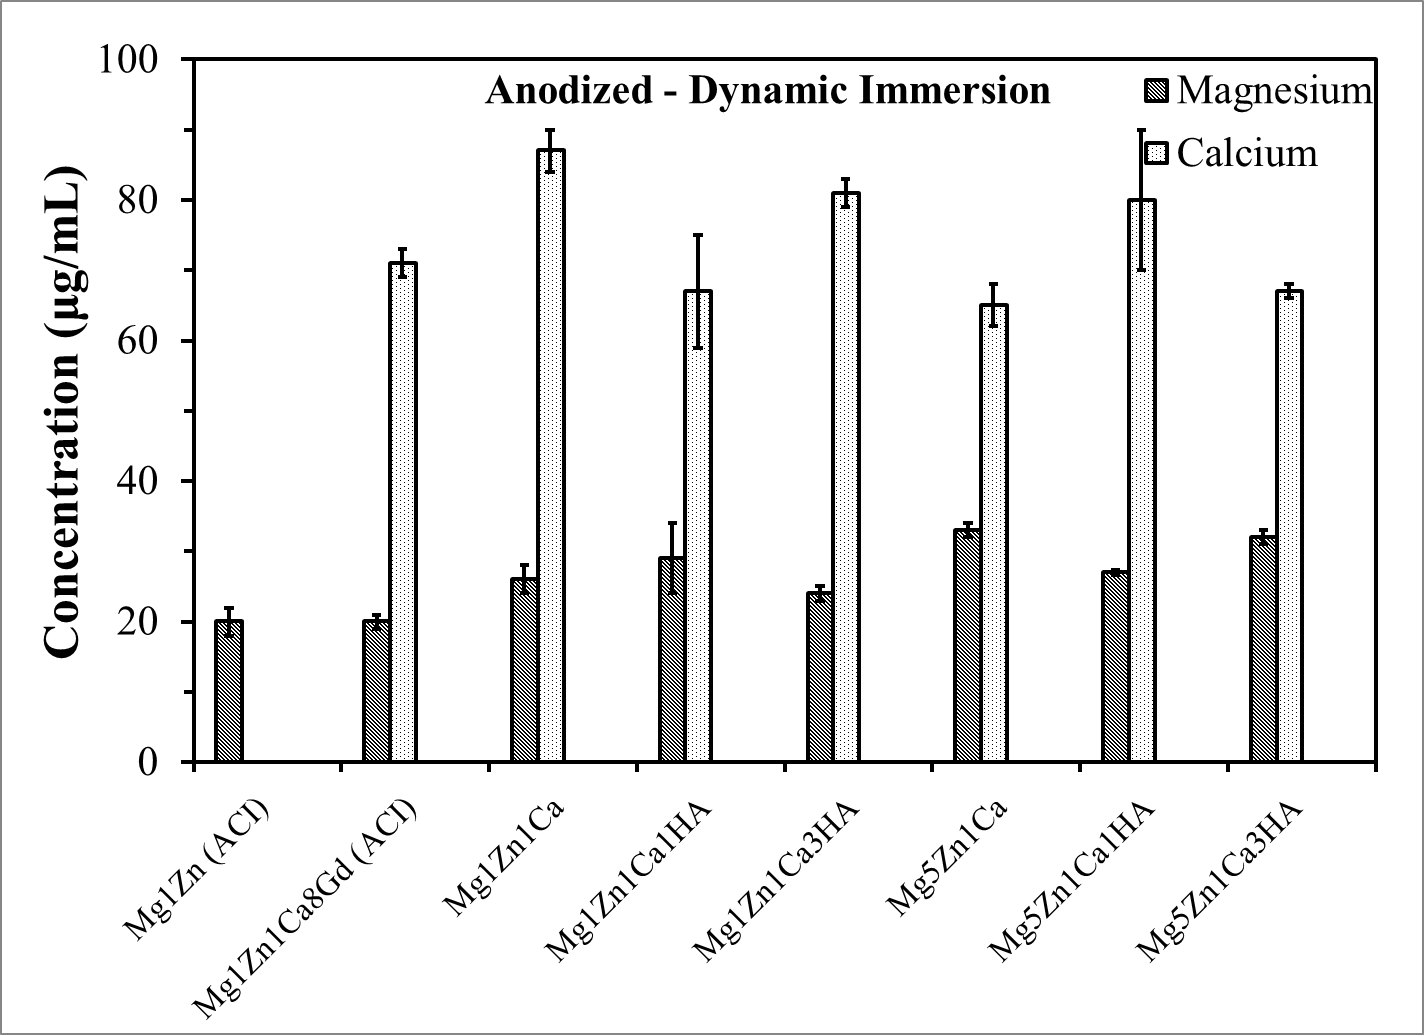 Anodized - Dynamic Immersion
Magnesium
Calcium
Concentration (µg/mL)
100
80
60
40
20
0
Mg1Zn (ACI)
Mg1Zn1Ca8Gd (ACI)
Mg1Zn1Ca
Mg1Zn1Ca1HA
Mg1Zn1Ca3HA
Mg5Zn1Ca
Mg5Zn1Ca1HA
Mg5Zn1Ca3HA